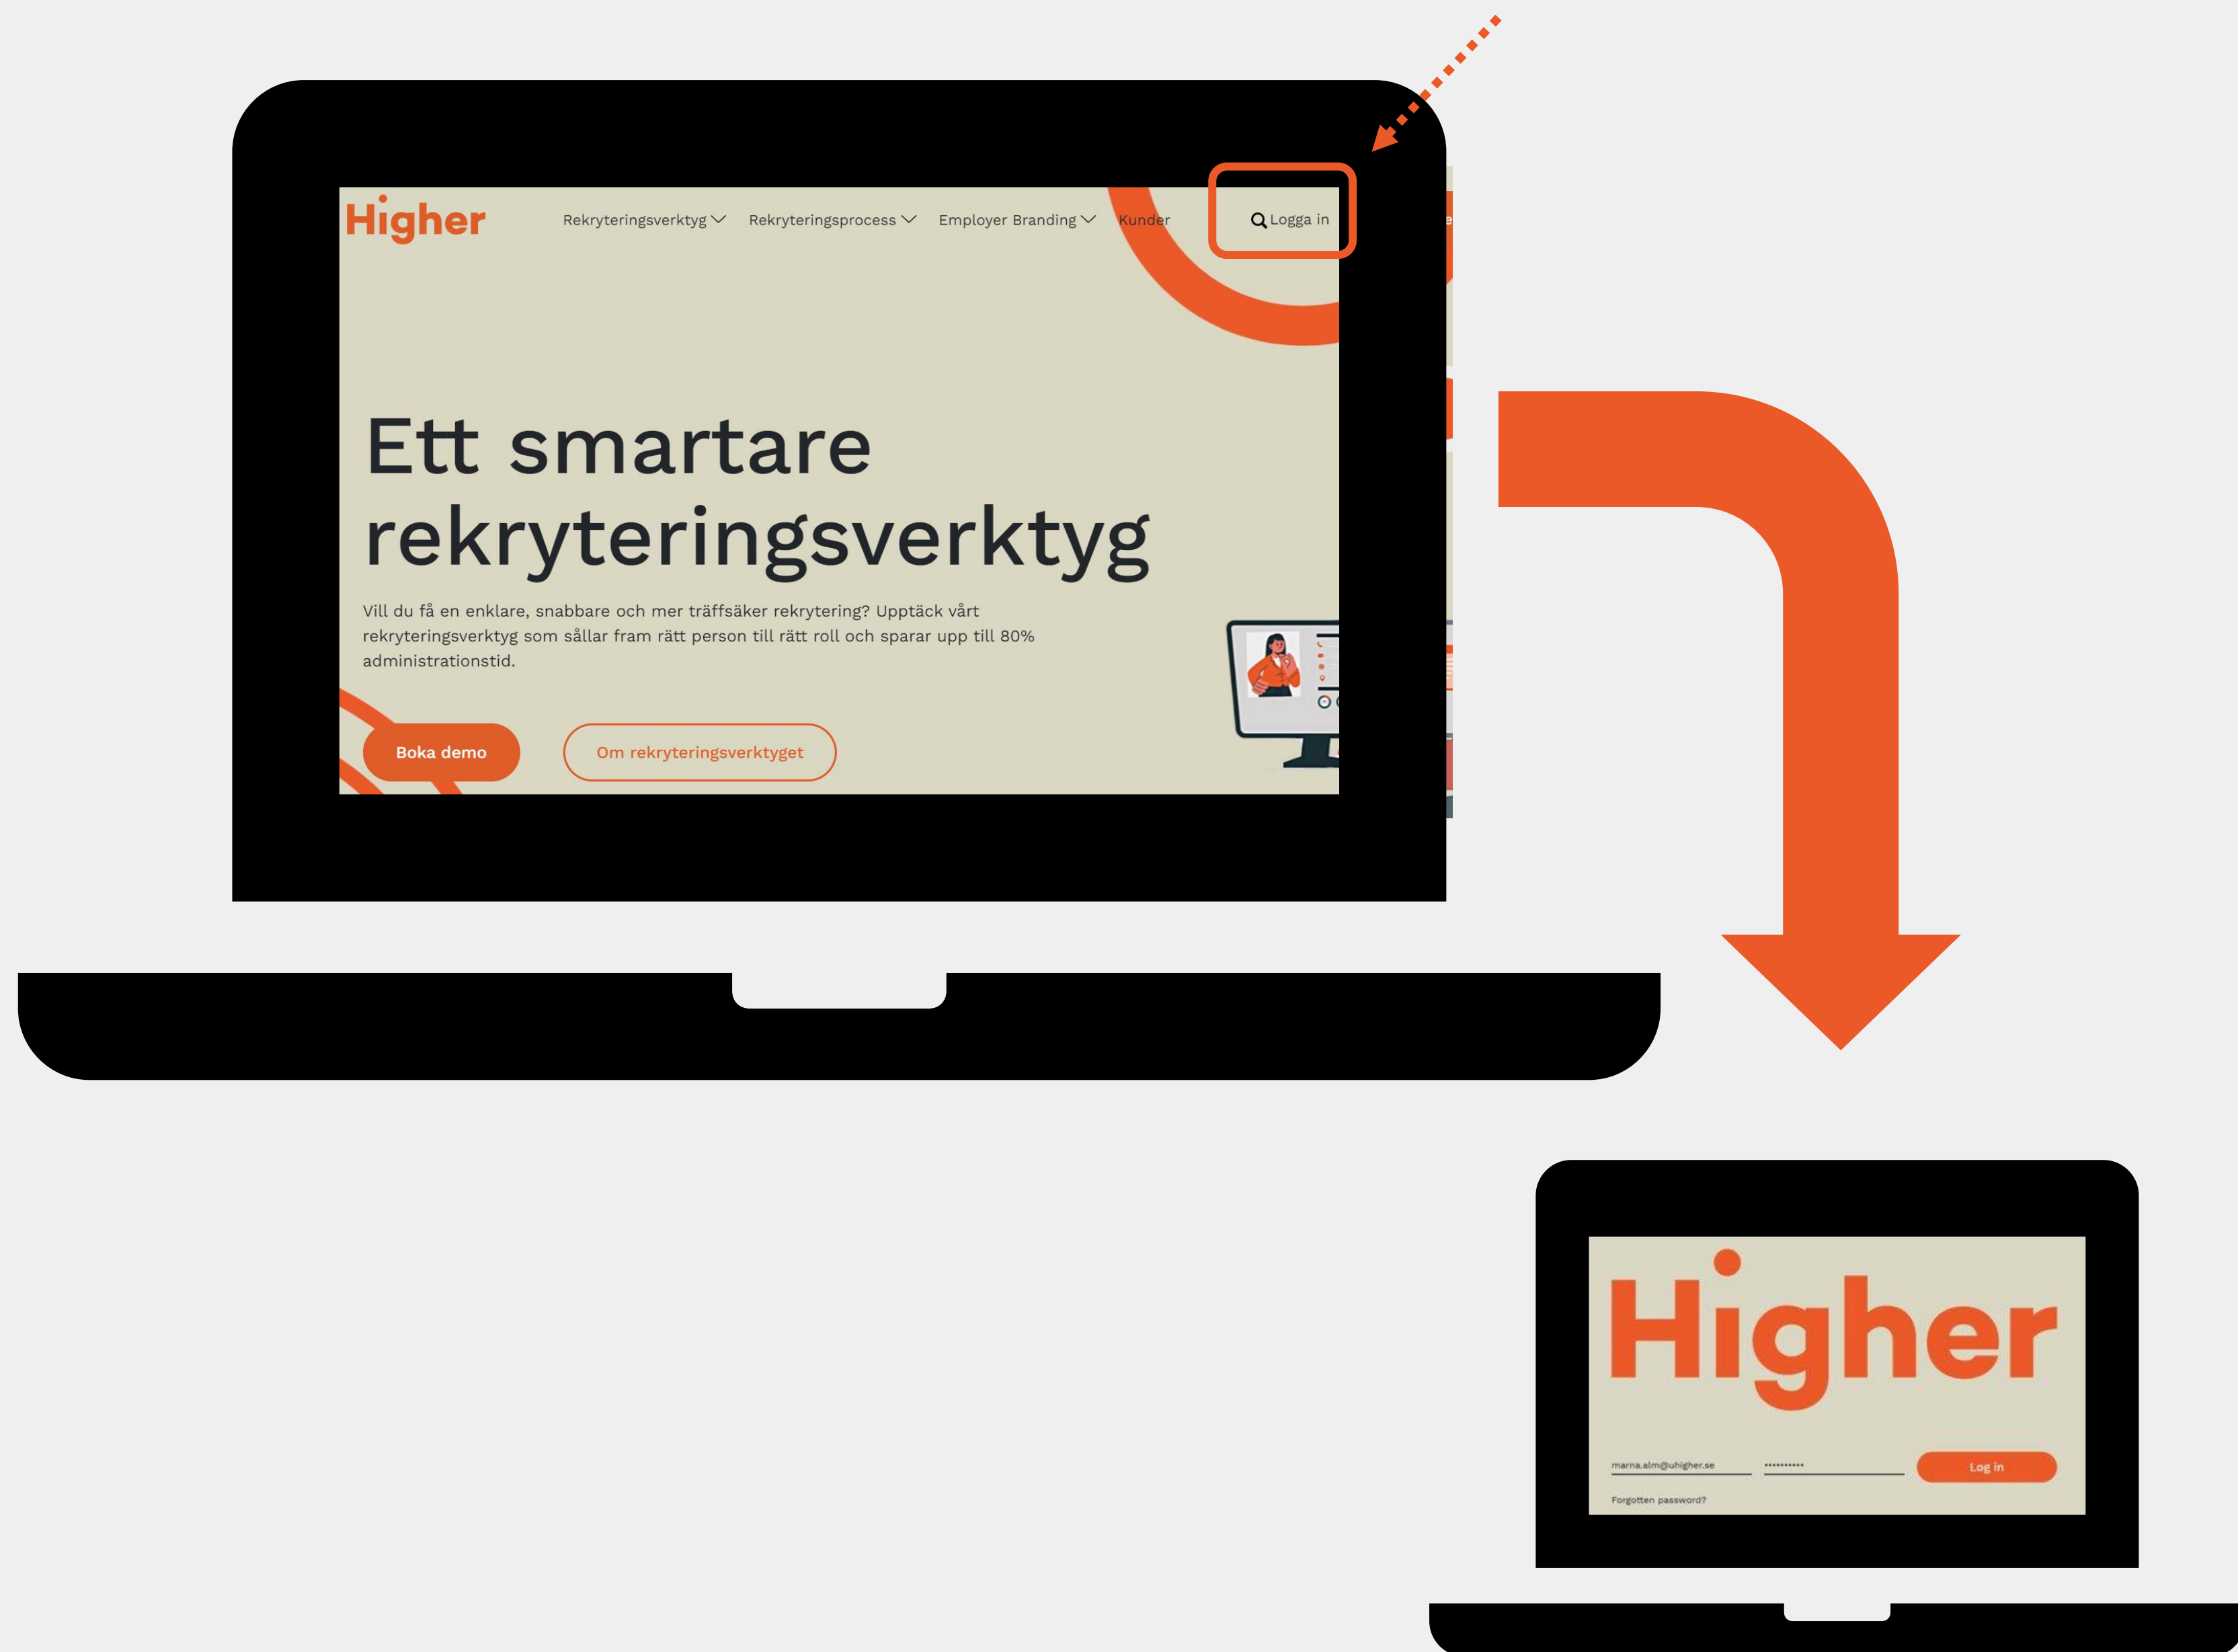 Higher
Rekryteringsverktyg Rekryteringsprocess Employer Branding Kunder Logga in
Ett smartare
rekryteringsverktyg
Vill du få en enklare, snabbare och mer träffsäker rekrytering? Upptäck vårt
rekryteringsverktyg som sållar fram rätt person till rätt roll och sparar upp till 80%
administrationstid.
Boka demo Om rekryteringsverktyget
Higher
marna.alm@uhigher.se •••••••••• Log in
Forgotten password?